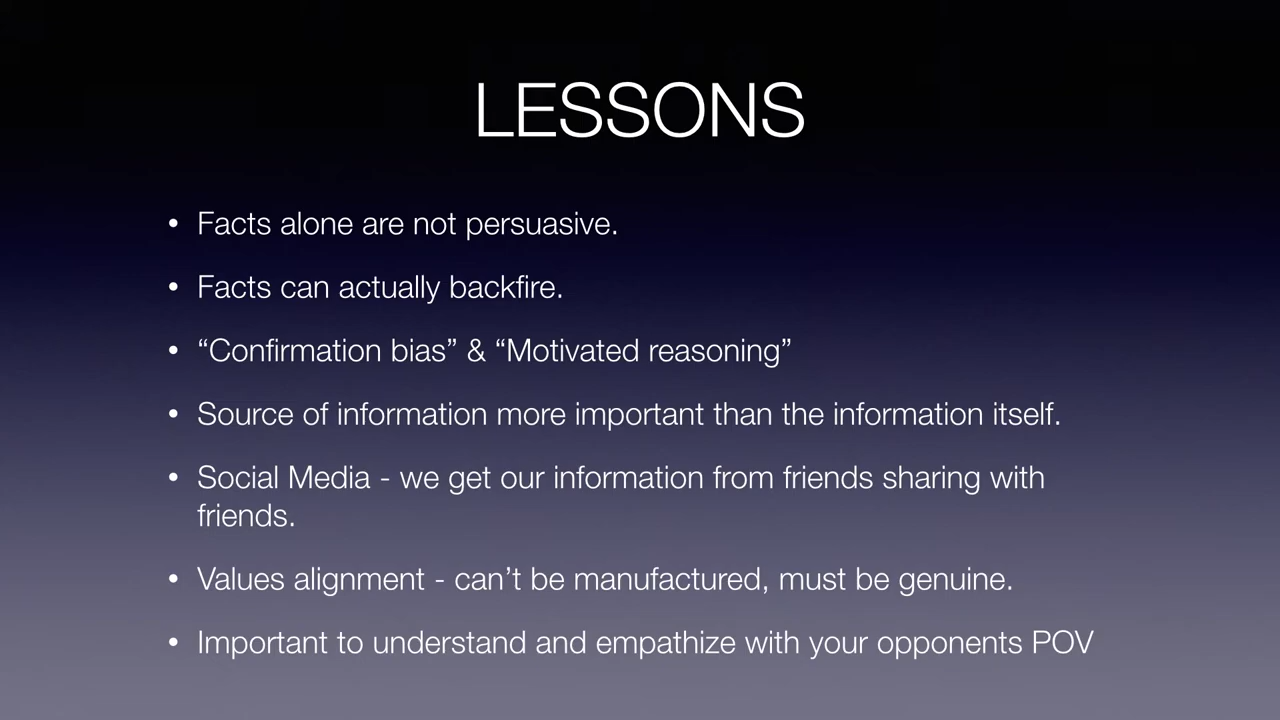 LESSONS
• Facts alone are not persuasive.
• Facts can actually backfire.
• “Confirmation bias” & “Motivated reasoning”
• Source of information more important than the information itself.
• Social Media - we get our information from friends sharing with
friends.
• Values alignment - can’t be manufactured, must be genuine.
• Important to understand and empathize with your opponents POV